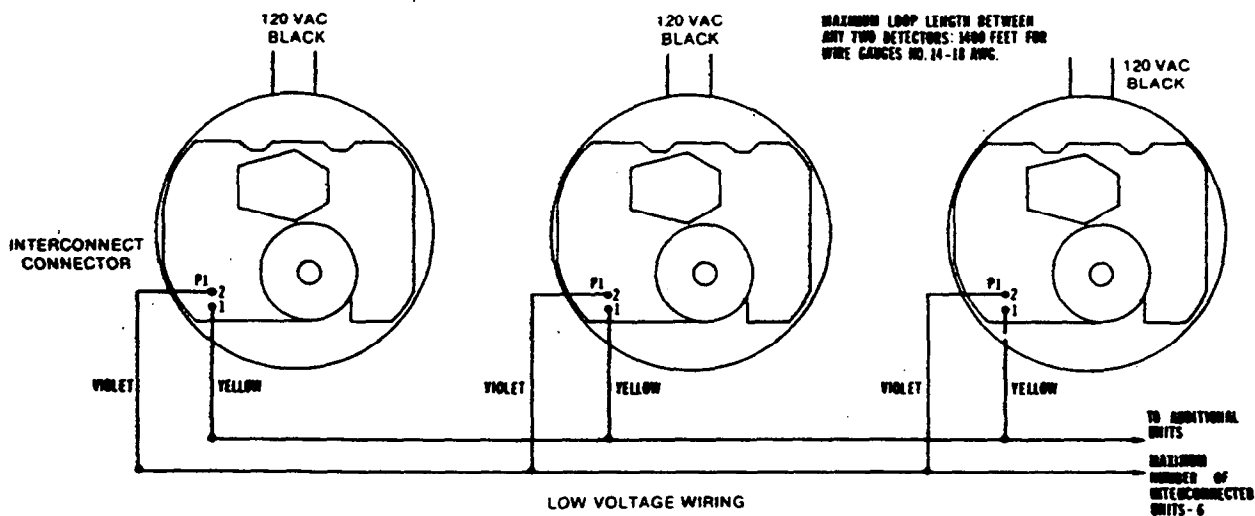 120 VAC
BLACK
120 VAC
BLACK
MAXIMUM LOOP LENGTH BETWEEN
ANY TWO DETECTORS: 1400 FEET FOR
WIRE GAUGES NO. 14-18 AWG.
120 VAC
BLACK
INTERCONNECT
CONNECTOR
P1
2
1
P1
2
1
P1
2
1
VIOLET
YELLOW
VIOLET
YELLOW
VIOLET
YELLOW
TO ADDITIONAL
UNITS
MAXIMUM
NUMBER OF
INTERCONNECTED
UNITS - 6
LOW VOLTAGE WIRING